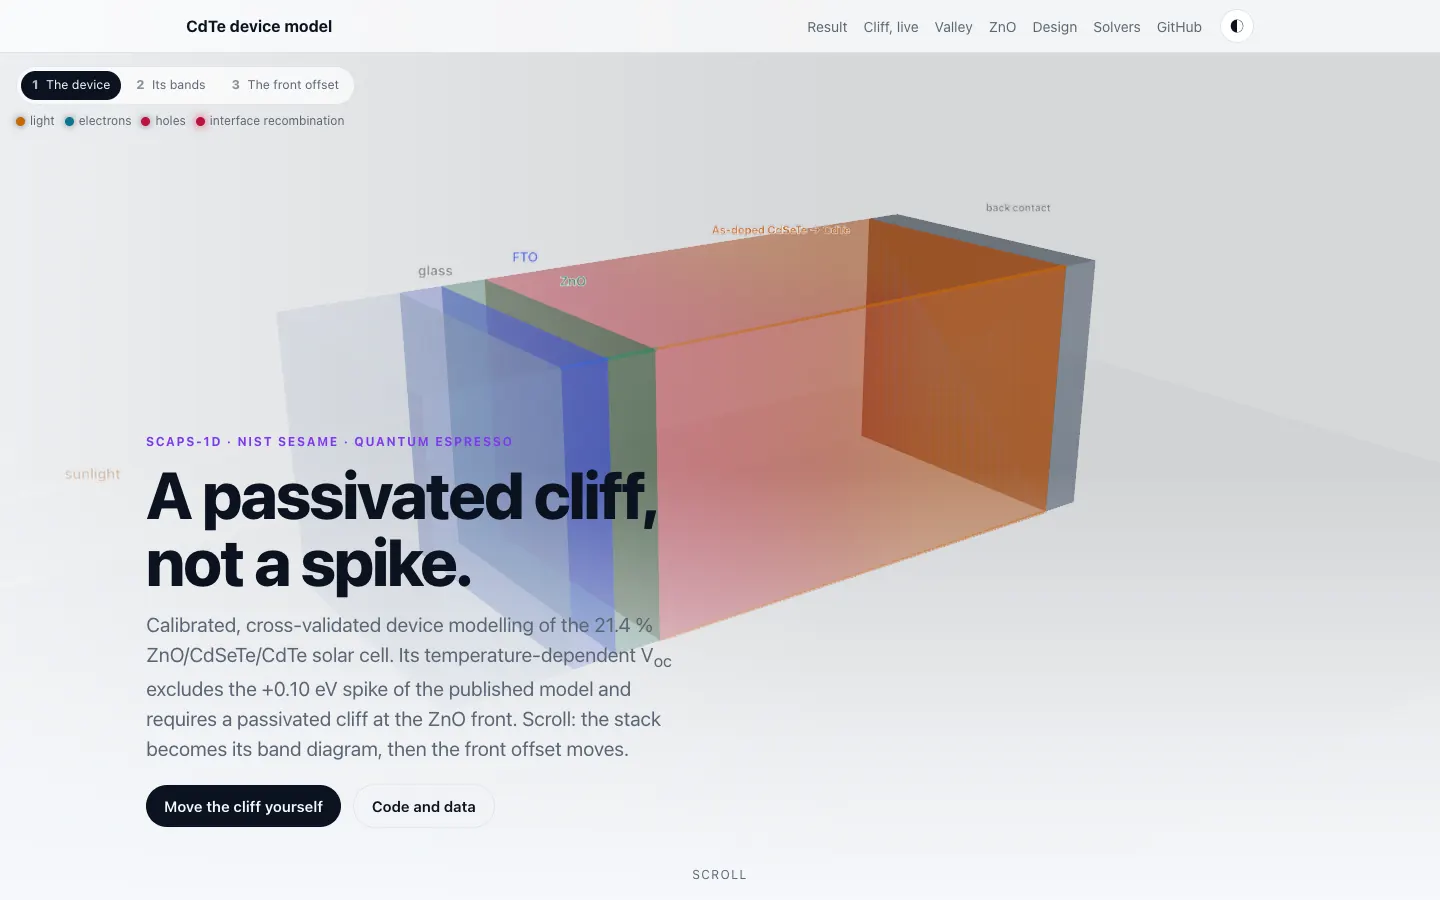 CdTe device model
Result Cliff, live Valley ZnO Design Solvers GitHub
1 The device 2 Its bands 3 The front offset
light electrons holes interface recombination
back contact
As-doped CdSeTe→CdTe
FTO
glass
ZnO
SCAPS-1D · NIST SESAME · QUANTUM ESPRESSO
sunlight
A passivated cliff,
not a spike.
Calibrated, cross-validated device modelling of the 21.4 %
ZnO/CdSeTe/CdTe solar cell. Its temperature-dependent Voc
excludes the +0.10 eV spike of the published model and
requires a passivated cliff at the ZnO front. Scroll: the stack
becomes its band diagram, then the front offset moves.
Move the cliff yourself Code and data
SCROLL